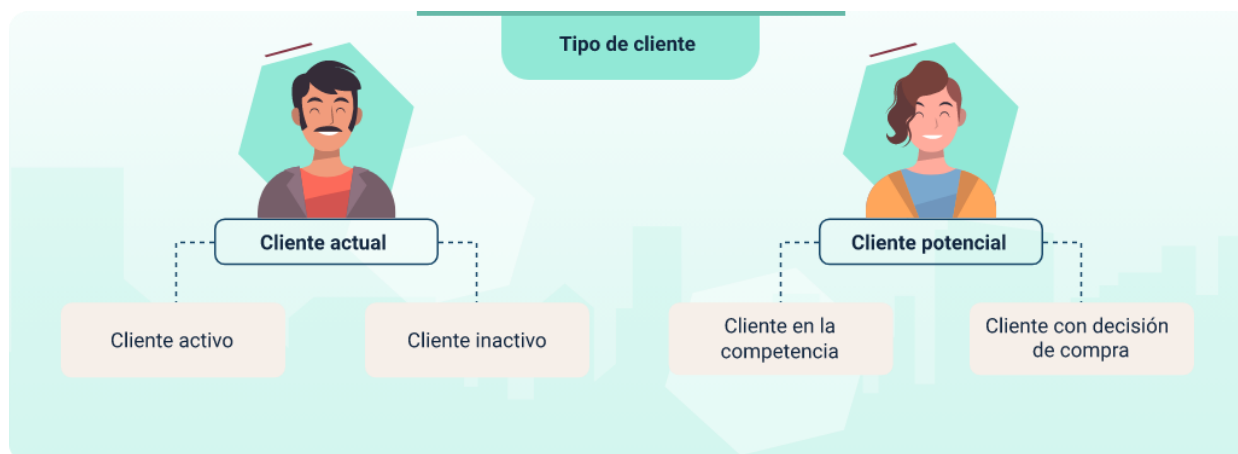 Tipo de cliente
Cliente actual
Cliente potencial
Cliente activo
Cliente inactivo
Cliente en la
competencia
Cliente con decisión
de compra